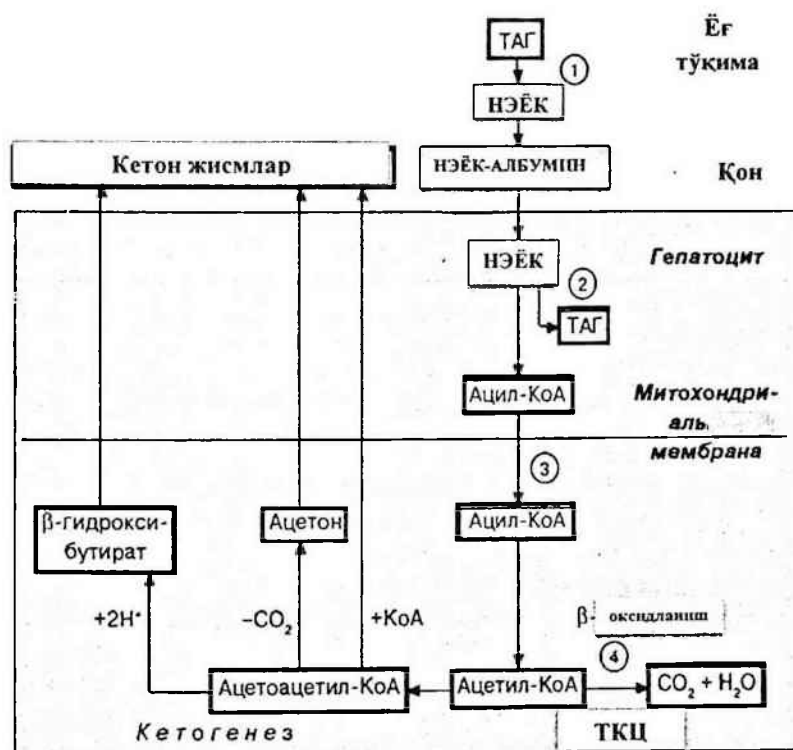 ТАГ
Ёғ
тўқима
1
НЭЁК
Кетон жисмлар
НЭЁК-АЛБУМИН
Қон
НЭЁК
Гепатоцит
2
ТАГ
Ацил-КоА
Митохондри-
аль
мембрана
3
β-гидрокси-
бутират
Ацетон
Ацил-КоА
+2H⁺
–CO₂
+КоА
β- оксидланиш
4
Ацетоацетил-КоА
Ацетил-КоА
CO₂ + H₂O
Кетогенез
ТКЦ